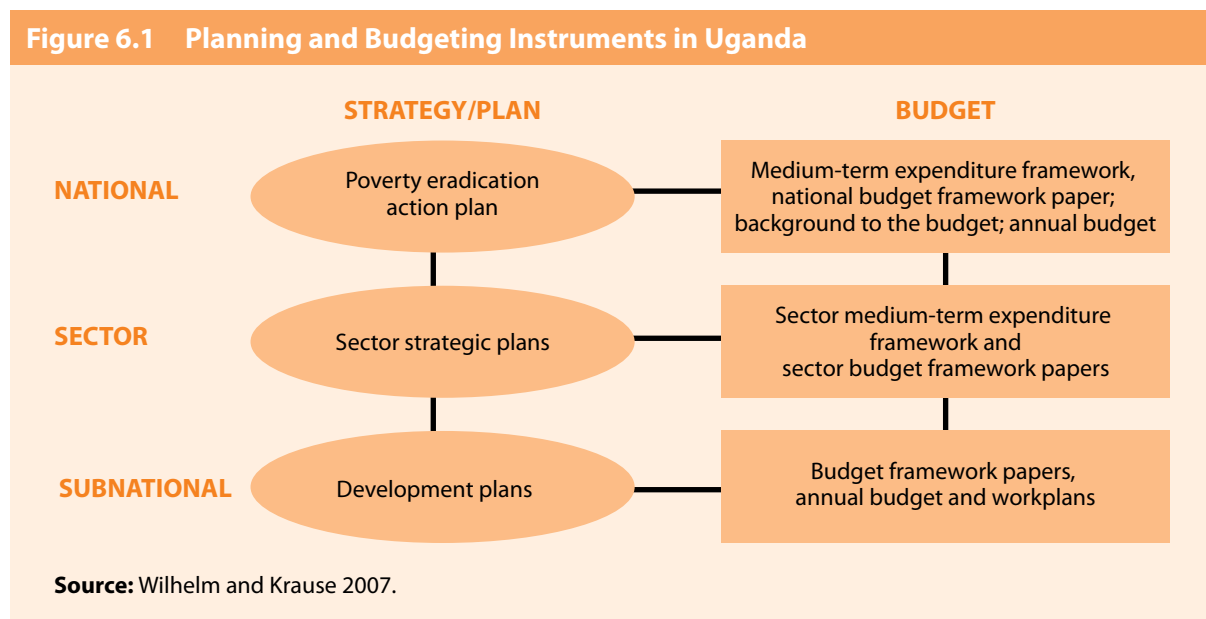 Figure 6.1 Planning and Budgeting Instruments in Uganda
STRATEGY/PLAN
BUDGET
NATIONAL
Poverty eradication
action plan
Medium-term expenditure framework,
national budget framework paper;
background to the budget; annual budget
SECTOR
Sector strategic plans
Sector medium-term expenditure
framework and
sector budget framework papers
SUBNATIONAL
Development plans
Budget framework papers,
annual budget and workplans
Source: Wilhelm and Krause 2007.